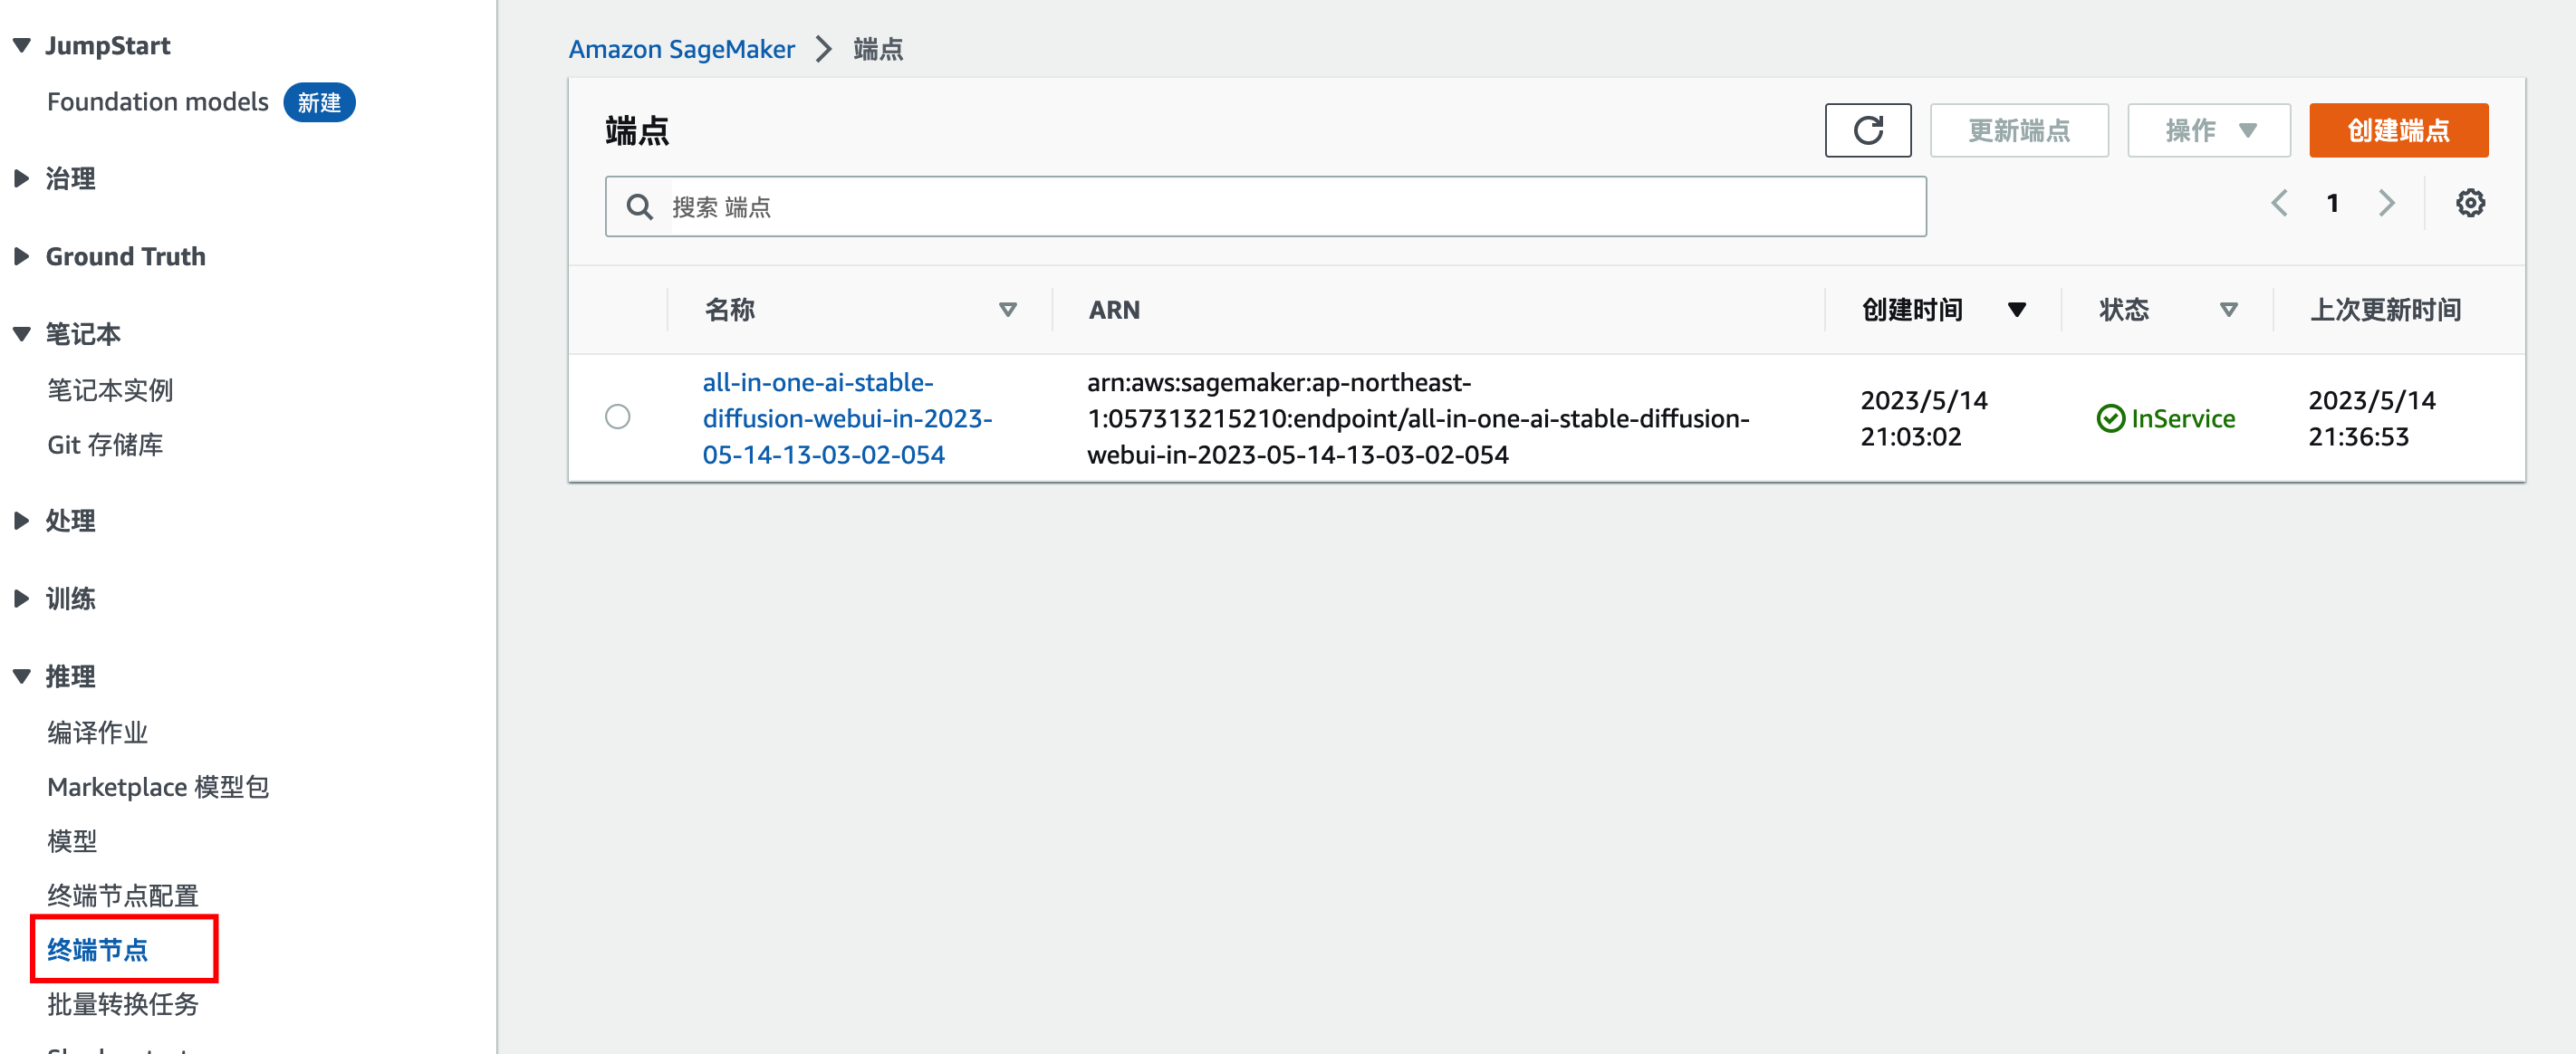 JumpStart
Foundation models 新建
治理
Ground Truth
笔记本
笔记本实例
Git 存储库
处理
训练
推理
编译作业
Marketplace 模型包
模型
终端节点配置
终端节点
批量转换任务
Amazon SageMaker > 端点
端点
更新端点
操作
创建端点
搜索 端点
1
名称
ARN
创建时间
状态
上次更新时间
all-in-one-ai-stable-
diffusion-webui-in-2023-
05-14-13-03-02-054
arn:aws:sagemaker:ap-northeast-
1:057313215210:endpoint/all-in-one-ai-stable-diffusion-
webui-in-2023-05-14-13-03-02-054
2023/5/14
21:03:02
InService
2023/5/14
21:36:53